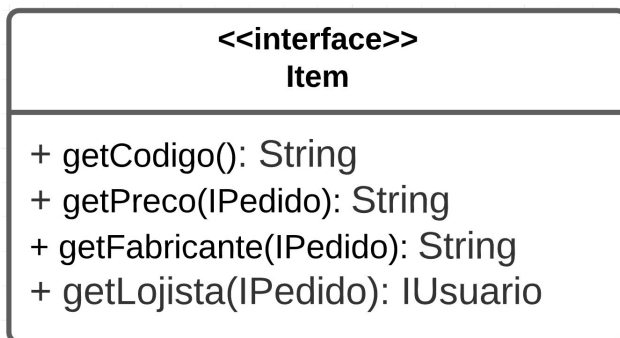 <<interface>>
Item
+ getCodigo(): String
+ getPreco(IPedido): String
+ getFabricante(IPedido): String
+ getLojista(IPedido): IUsuario